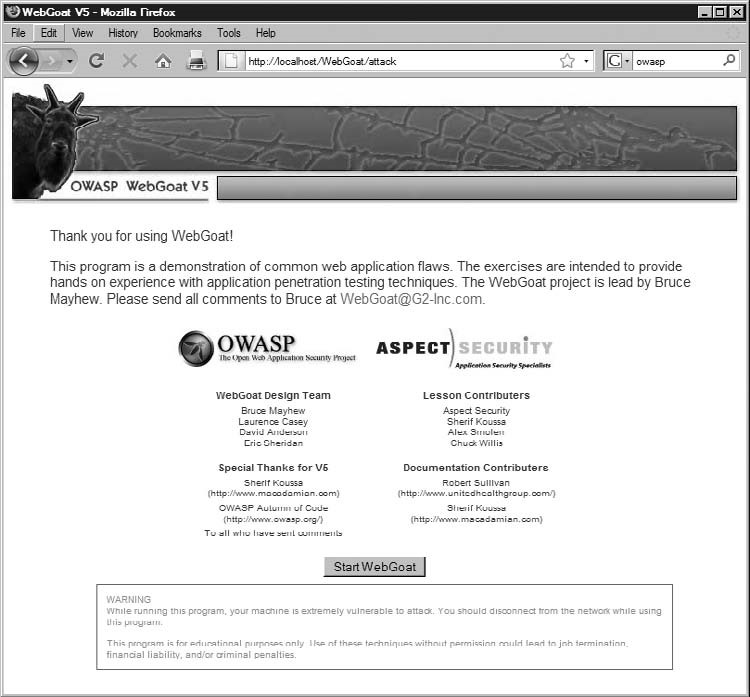 WebGoat V5 - Mozilla Firefox
File Edit View History Bookmarks Tools Help
http://localhost/WebGoat/attack
owasp
OWASP WebGoat V5
Thank you for using WebGoat!
This program is a demonstration of common web application flaws. The exercises are intended to provide
hands on experience with application penetration testing techniques. The WebGoat project is lead by Bruce
Mayhew. Please send all comments to Bruce at WebGoat@G2-Inc.com.
OWASP
The Open Web Application Security Project
ASPECT SECURITY
Application Security Specialists
WebGoat Design Team
Bruce Mayhew
Laurence Casey
David Anderson
Eric Sheridan
Lesson Contributers
Aspect Security
Sherif Koussa
Alex Smolen
Chuck Willis
Special Thanks for V5
Sherif Koussa
(http://www.macadamian.com)
OWASP Autumn of Code
(http://www.owasp.org/)
To all who have sent comments
Documentation Contributers
Robert Sullivan
(http://www.unitedhealthgroup.com/)
Sherif Koussa
(http://www.macadamian.com)
Start WebGoat
WARNING
While running this program, your machine is extremely vulnerable to attack. You should disconnect from the network while using
this program.
This program is for educational purposes only. Use of these techniques without permission could lead to job termination,
financial liability, and/or criminal penalties.